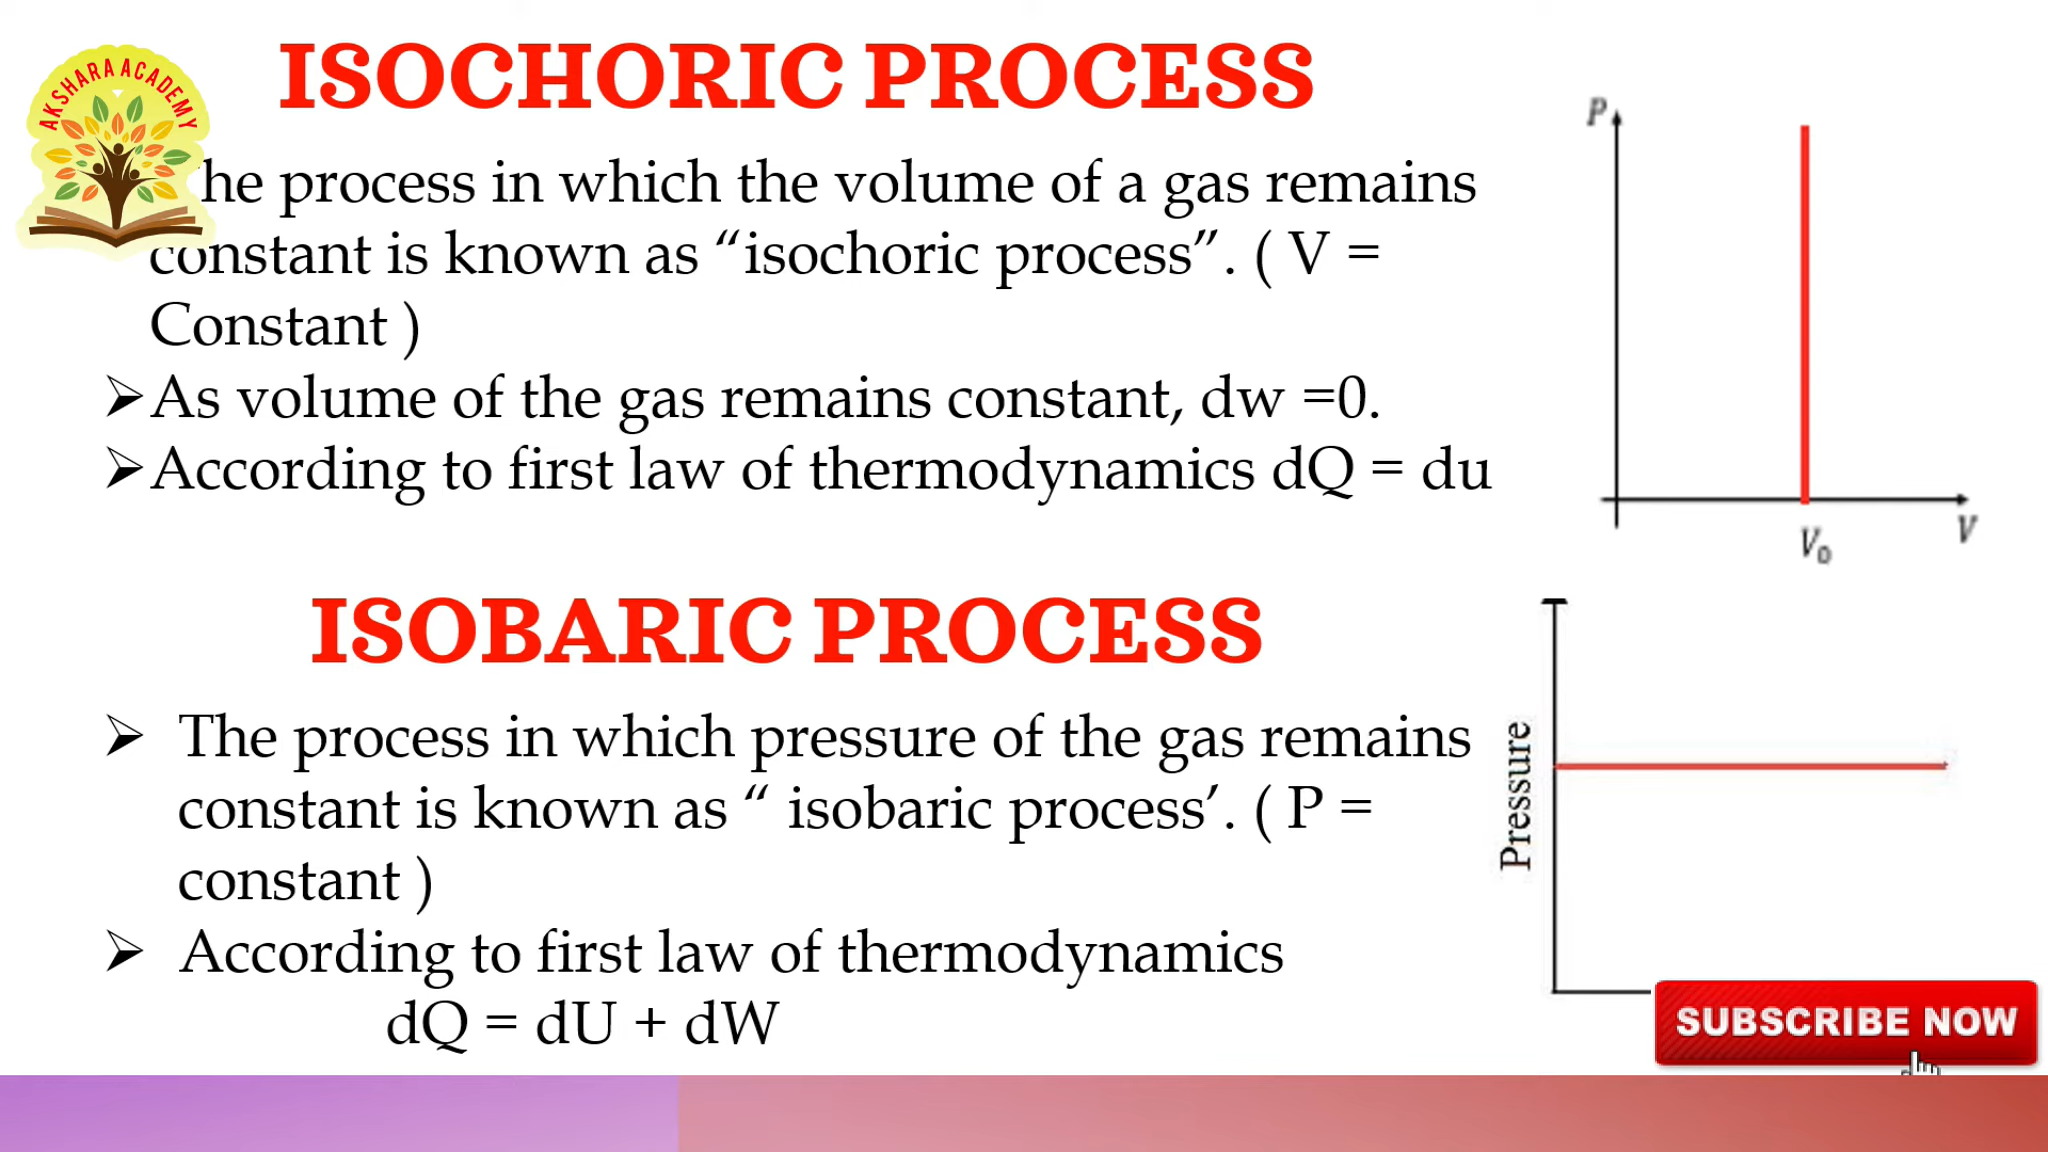 ISOCHORIC PROCESS
AKSHARA ACADEMY
he process in which the volume of a gas remains
constant is known as “isochoric process”. ( V =
Constant )
➢As volume of the gas remains constant, dw =0.
➢According to first law of thermodynamics dQ = du
P
V
V₀
ISOBARIC PROCESS
➢ The process in which pressure of the gas remains
constant is known as “ isobaric process’. ( P =
constant )
➢ According to first law of thermodynamics
dQ = dU + dW
Pressure
SUBSCRIBE NOW